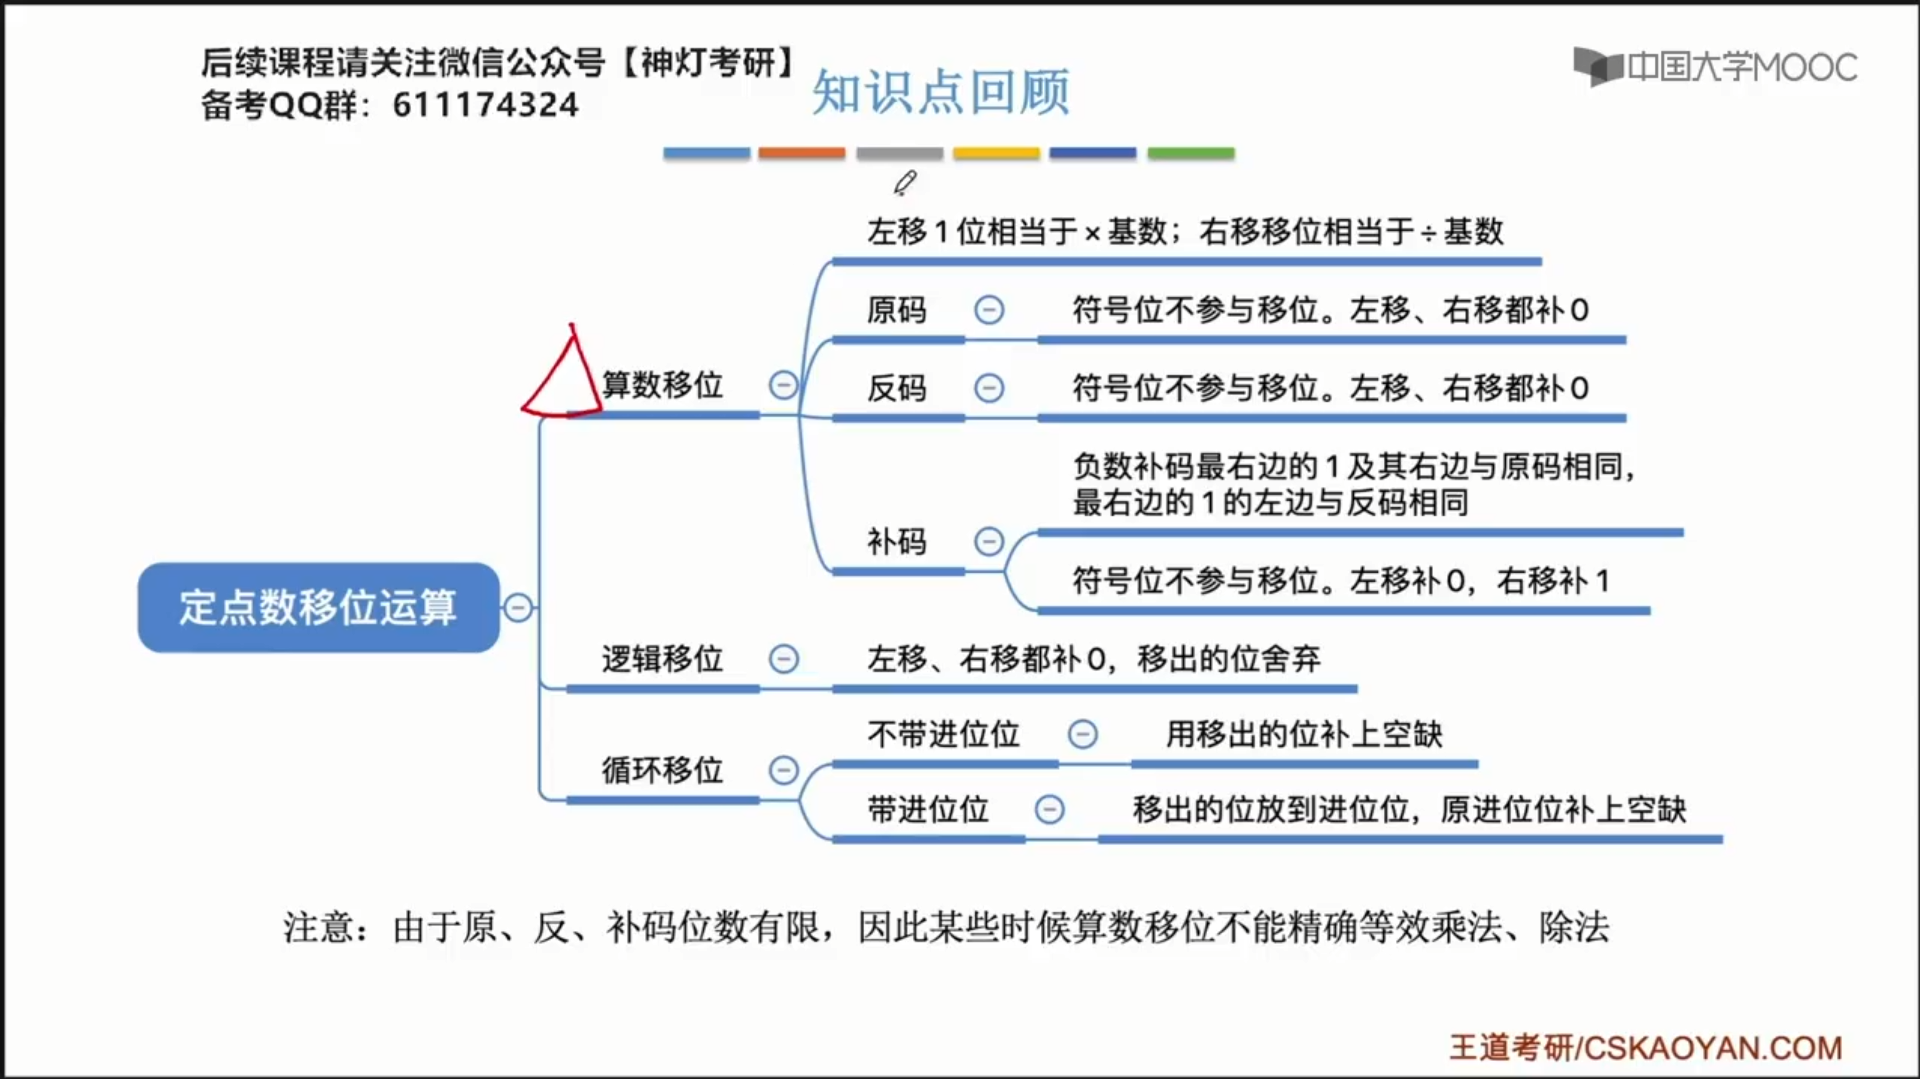 后续课程请关注微信公众号【神灯考研】
备考QQ群：611174324
中国大学MOOC
知识点回顾
左移1位相当于×基数；右移移位相当于÷基数
原码
符号位不参与移位。左移、右移都补0
算数移位
反码
符号位不参与移位。左移、右移都补0
负数补码最右边的1及其右边与原码相同，
最右边的1的左边与反码相同
补码
符号位不参与移位。左移补0，右移补1
定点数移位运算
逻辑移位
左移、右移都补0，移出的位舍弃
不带进位位
用移出的位补上空缺
循环移位
带进位位
移出的位放到进位位，原进位位补上空缺
注意：由于原、反、补码位数有限，因此某些时候算数移位不能精确等效乘法、除法
王道考研/CSKAOYAN.COM